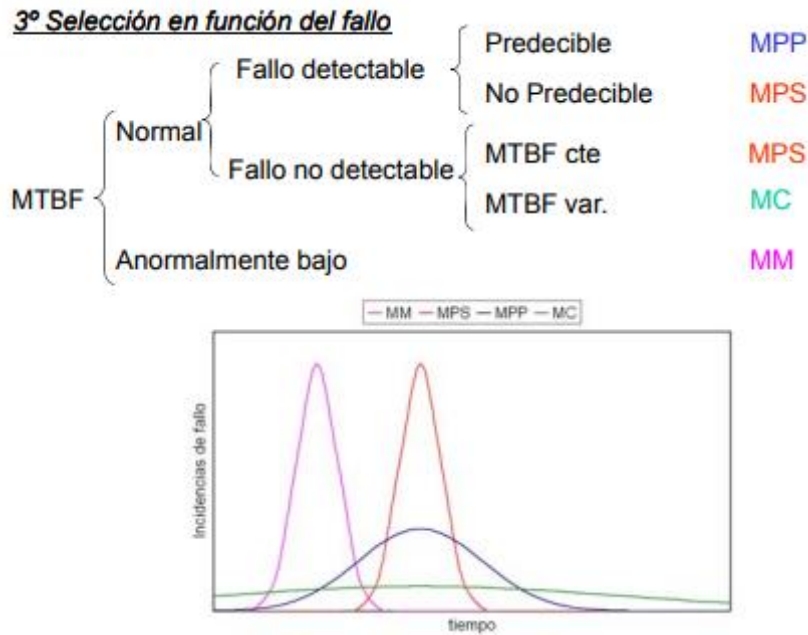 3º Selección en función del fallo
Predecible MPP
Fallo detectable
No Predecible MPS
Normal
MTBF cte MPS
Fallo no detectable
MTBF MTBF var. MC
Anormalmente bajo MM
MM MPS MPP MC
Incidencias de fallo
tiempo